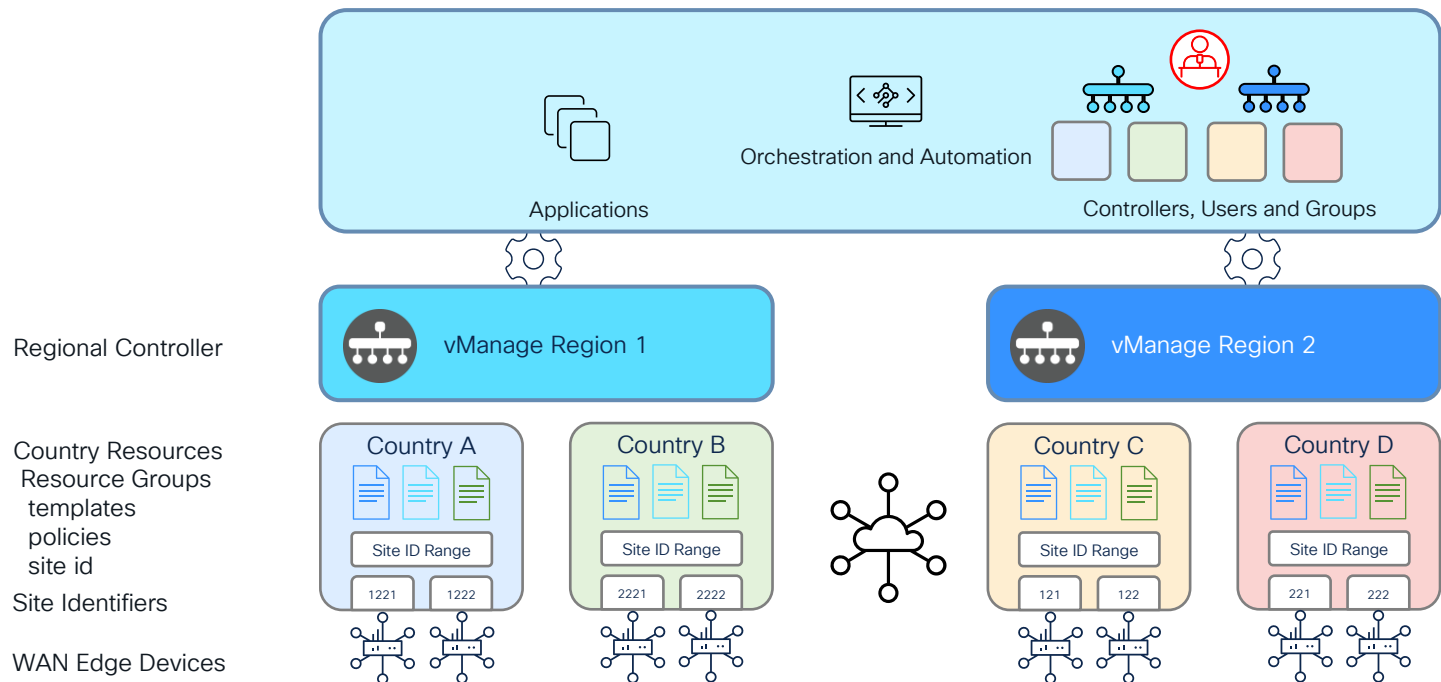 Orchestration and Automation
Applications
Controllers, Users and Groups
Regional Controller
vManage Region 1
vManage Region 2
Country Resources
Resource Groups
templates
policies
site id
Site Identifiers
WAN Edge Devices
Country A
Site ID Range
1221
1222
Country B
Site ID Range
2221
2222
Country C
Site ID Range
121
122
Country D
Site ID Range
221
222